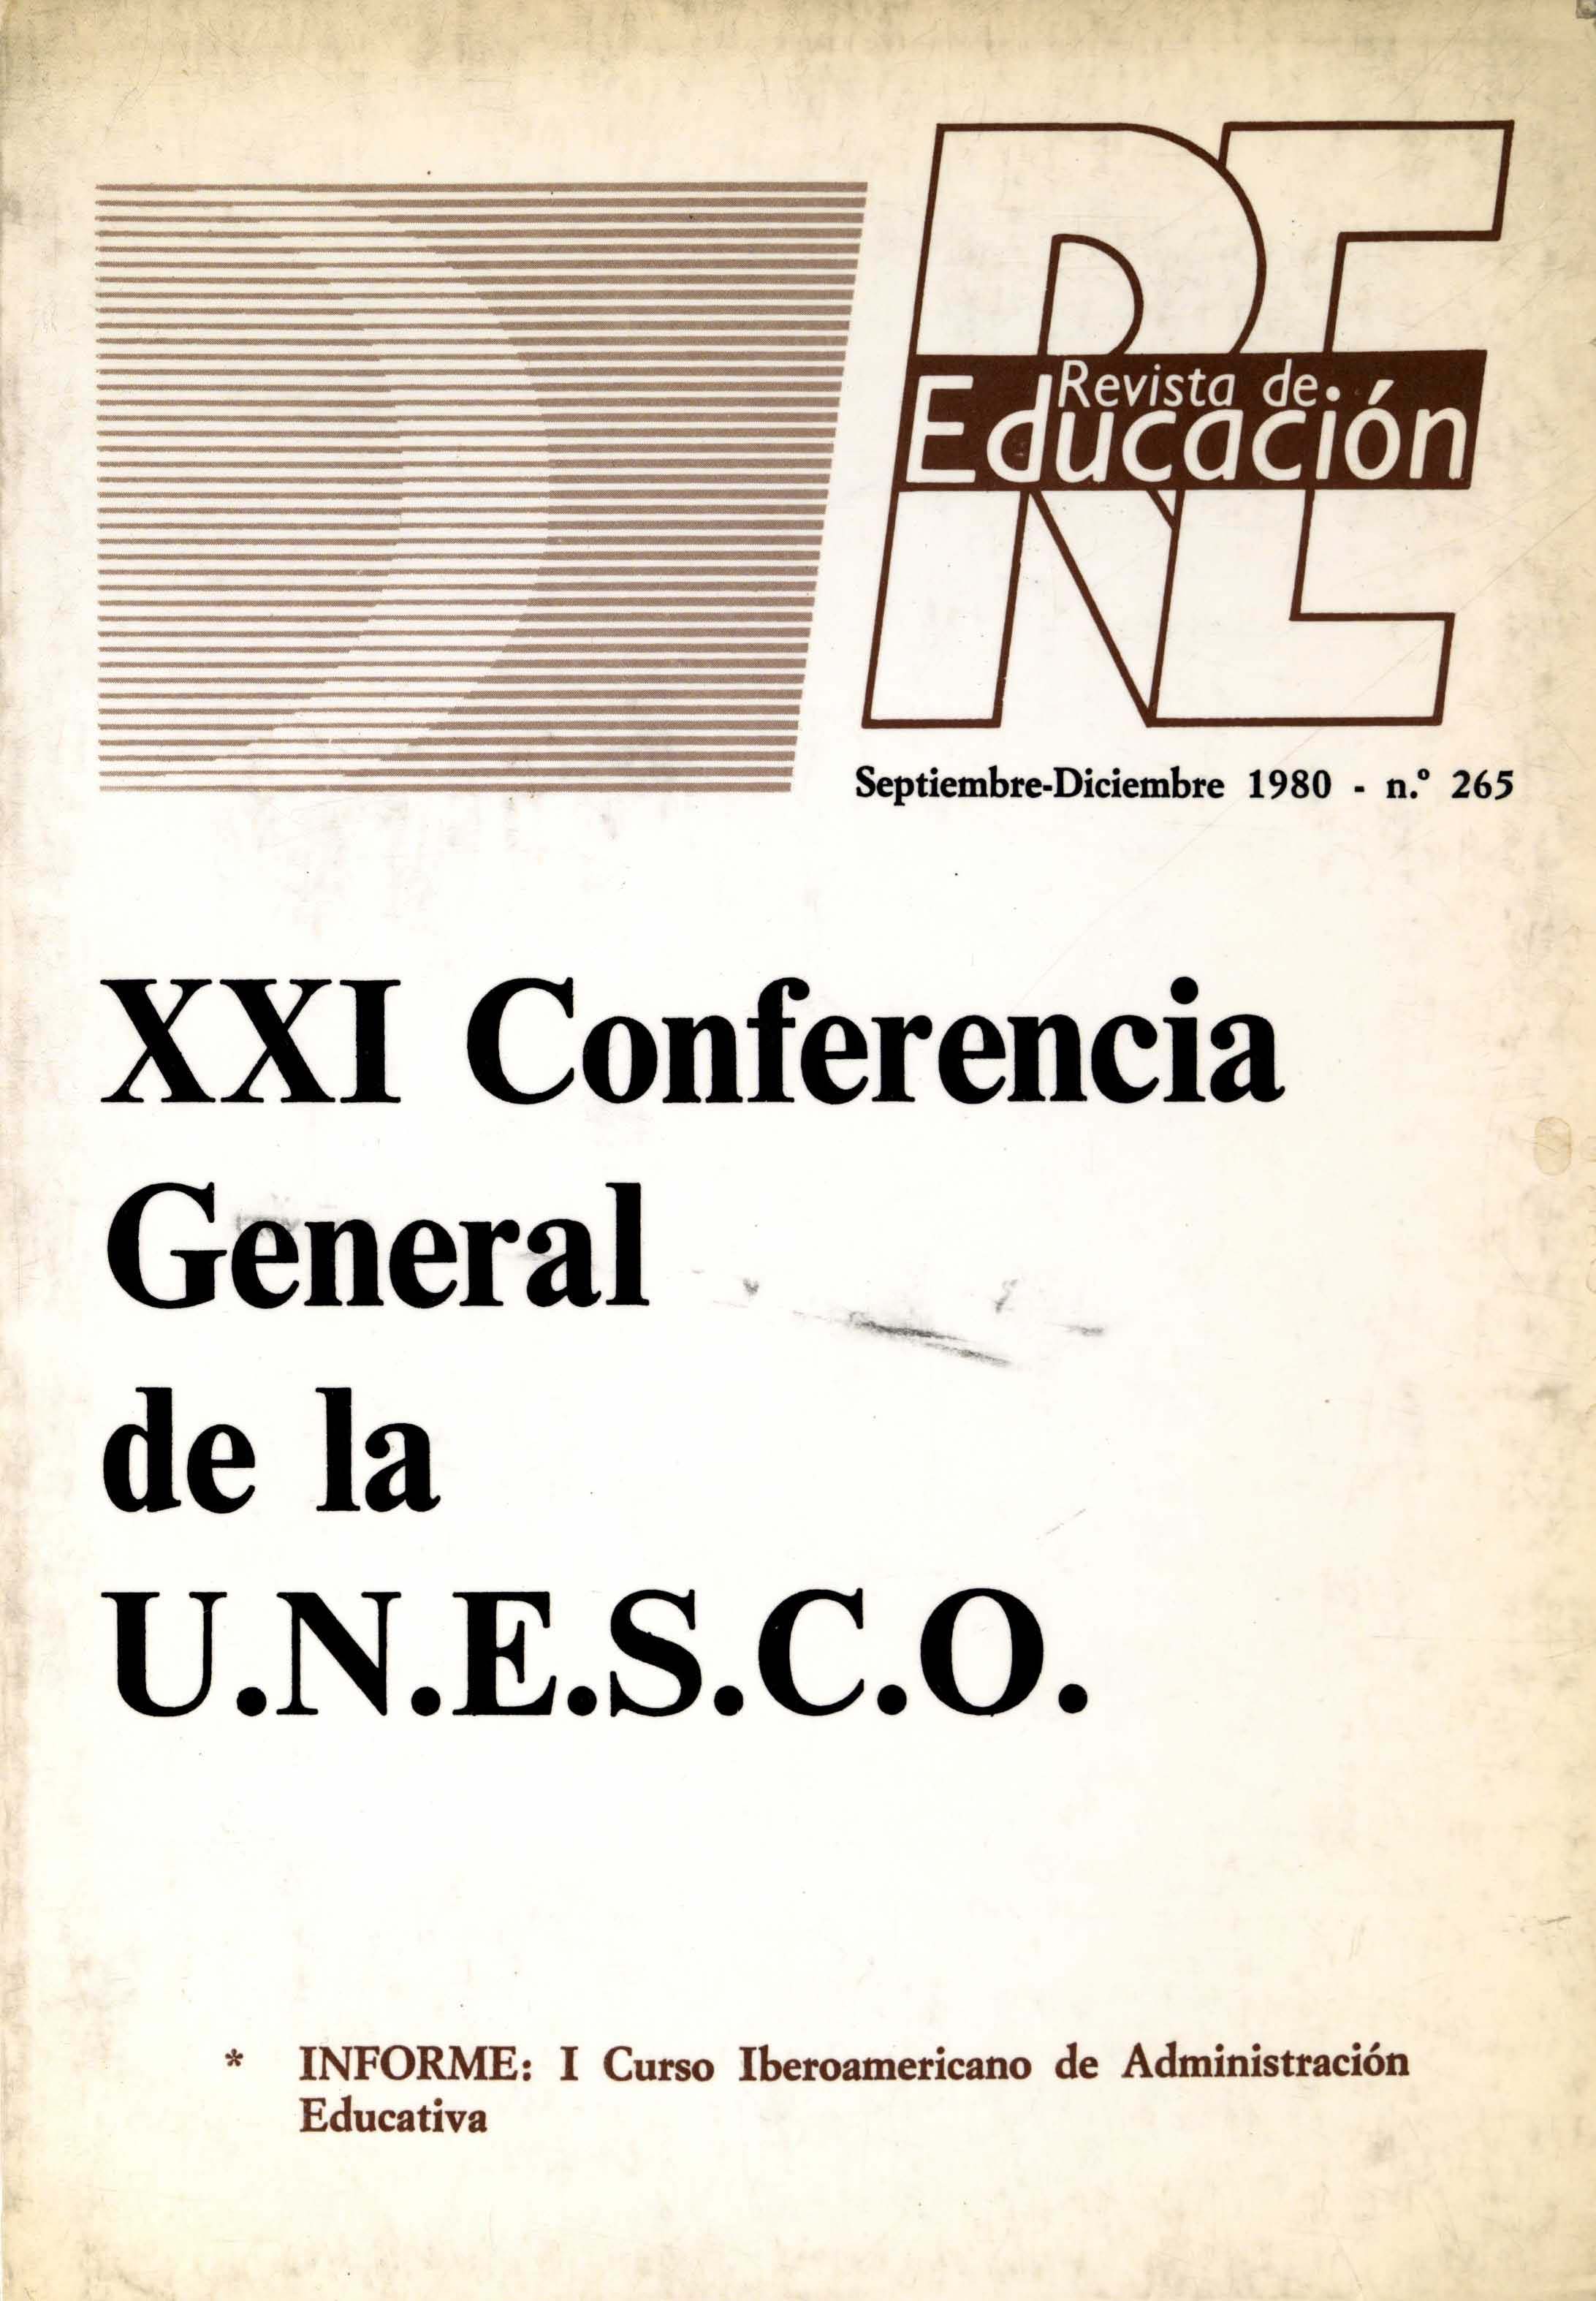 RE
Revista de
Educación
Septiembre-Diciembre 1980 - n.º 265
XXI Conferencia
General
de la
U.N.E.S.C.O.
* INFORME: I Curso Iberoamericano de Administración
Educativa